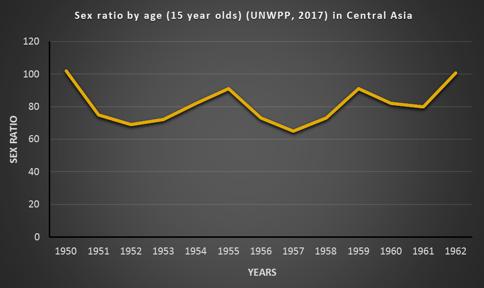 Sex ratio by age (15 year olds) (UNWPP, 2017) in Central Asia
120
100
80
60
40
20
0
SEX RATIO
1950 1951 1952 1953 1954 1955 1956 1957 1958 1959 1960 1961 1962
YEARS